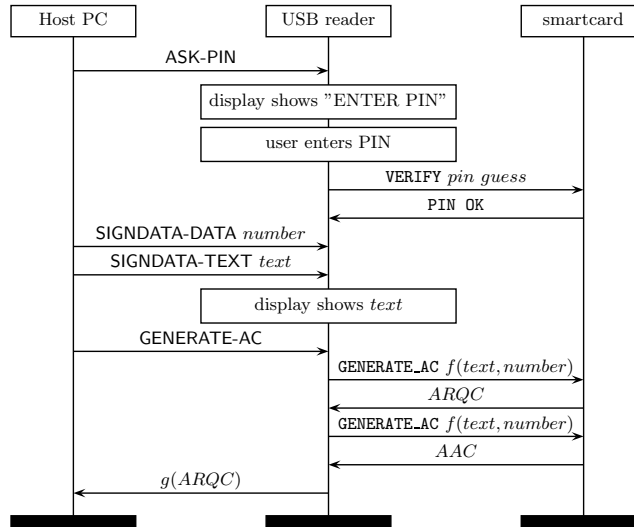 Host PC USB reader smartcard
ASK-PIN
display shows "ENTER PIN"
user enters PIN
VERIFY pin guess
PIN OK
SIGNDATA-DATA number
SIGNDATA-TEXT text
display shows text
GENERATE-AC
GENERATE_AC f(text, number)
ARQC
GENERATE_AC f(text, number)
AAC
g(ARQC)